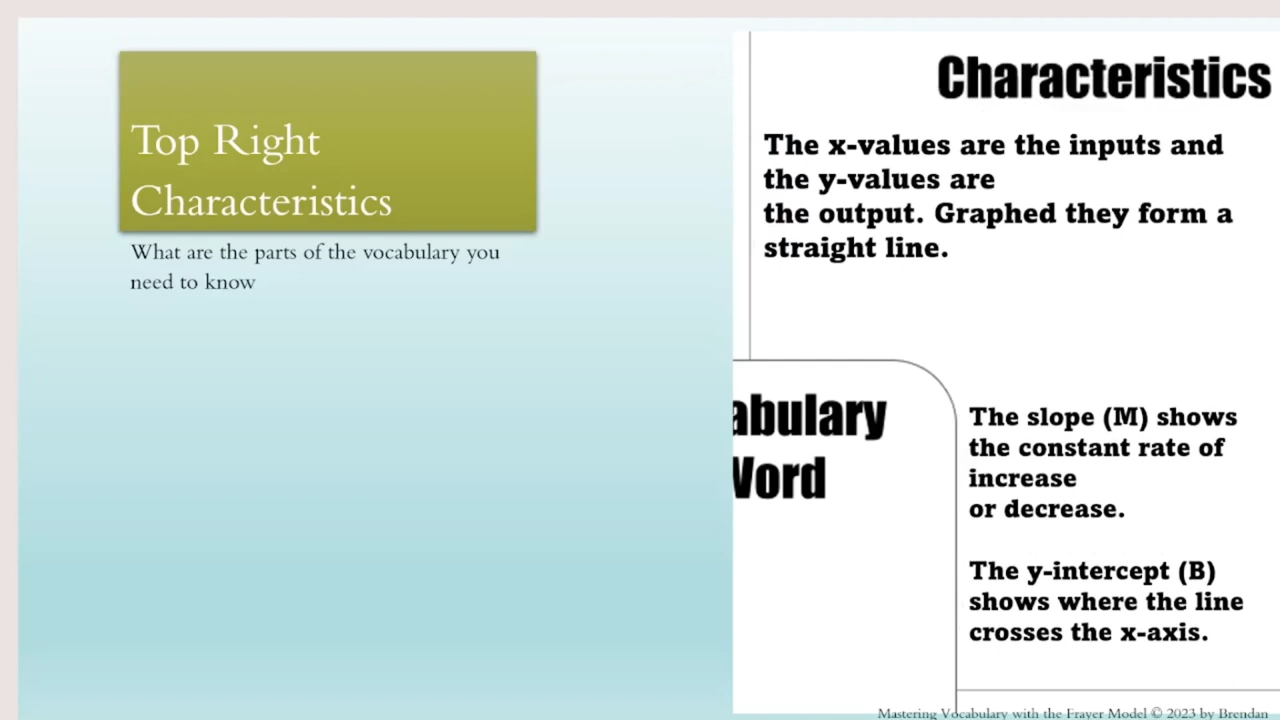 Top Right
Characteristics
What are the parts of the vocabulary you
need to know
Characteristics
The x-values are the inputs and
the y-values are
the output. Graphed they form a
straight line.
abulary
Word
The slope (M) shows
the constant rate of
increase
or decrease.
The y-intercept (B)
shows where the line
crosses the x-axis.
Mastering Vocabulary with the Frayer Model © 2023 by Brendan